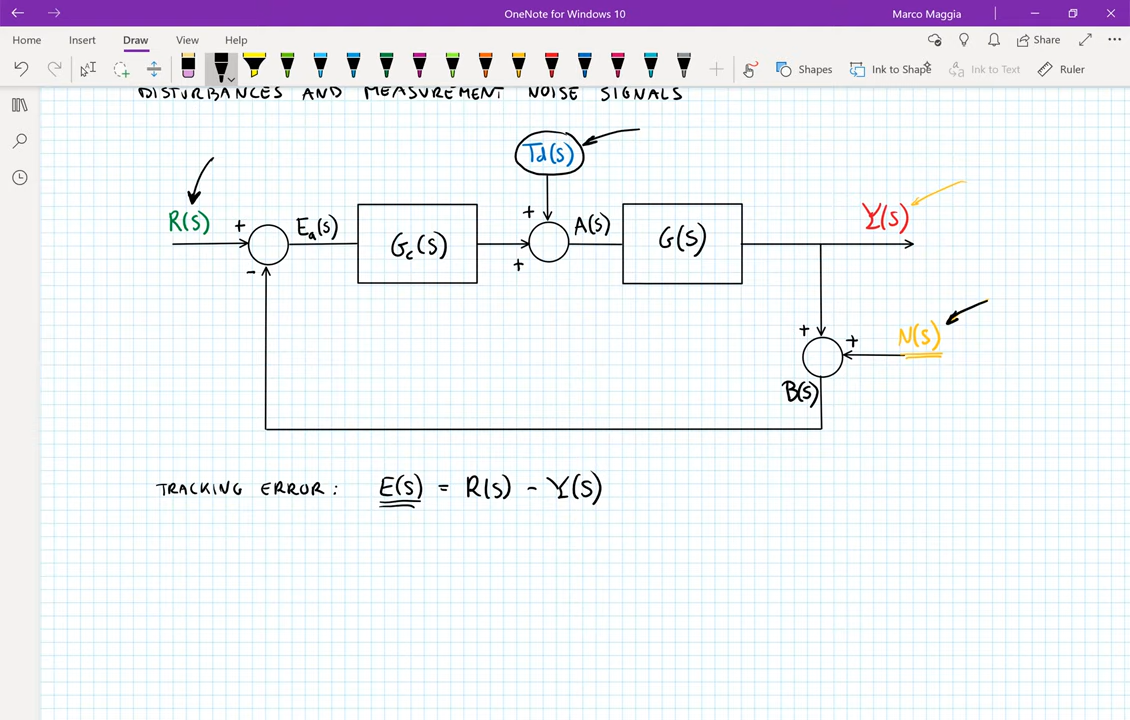 OneNote for Windows 10
Marco Maggia
Home Insert Draw View Help
Share
Shapes
Ink to Shape
Ink to Text
Ruler
DISTURBANCES AND MEASUREMENT NOISE SIGNALS
Td(s)
R(s) + Ea(s) Gc(s) + A(s) G(s) Y(s)
- +
+ + N(s)
B(s)
TRACKING ERROR: E(s) = R(s) - Y(s)